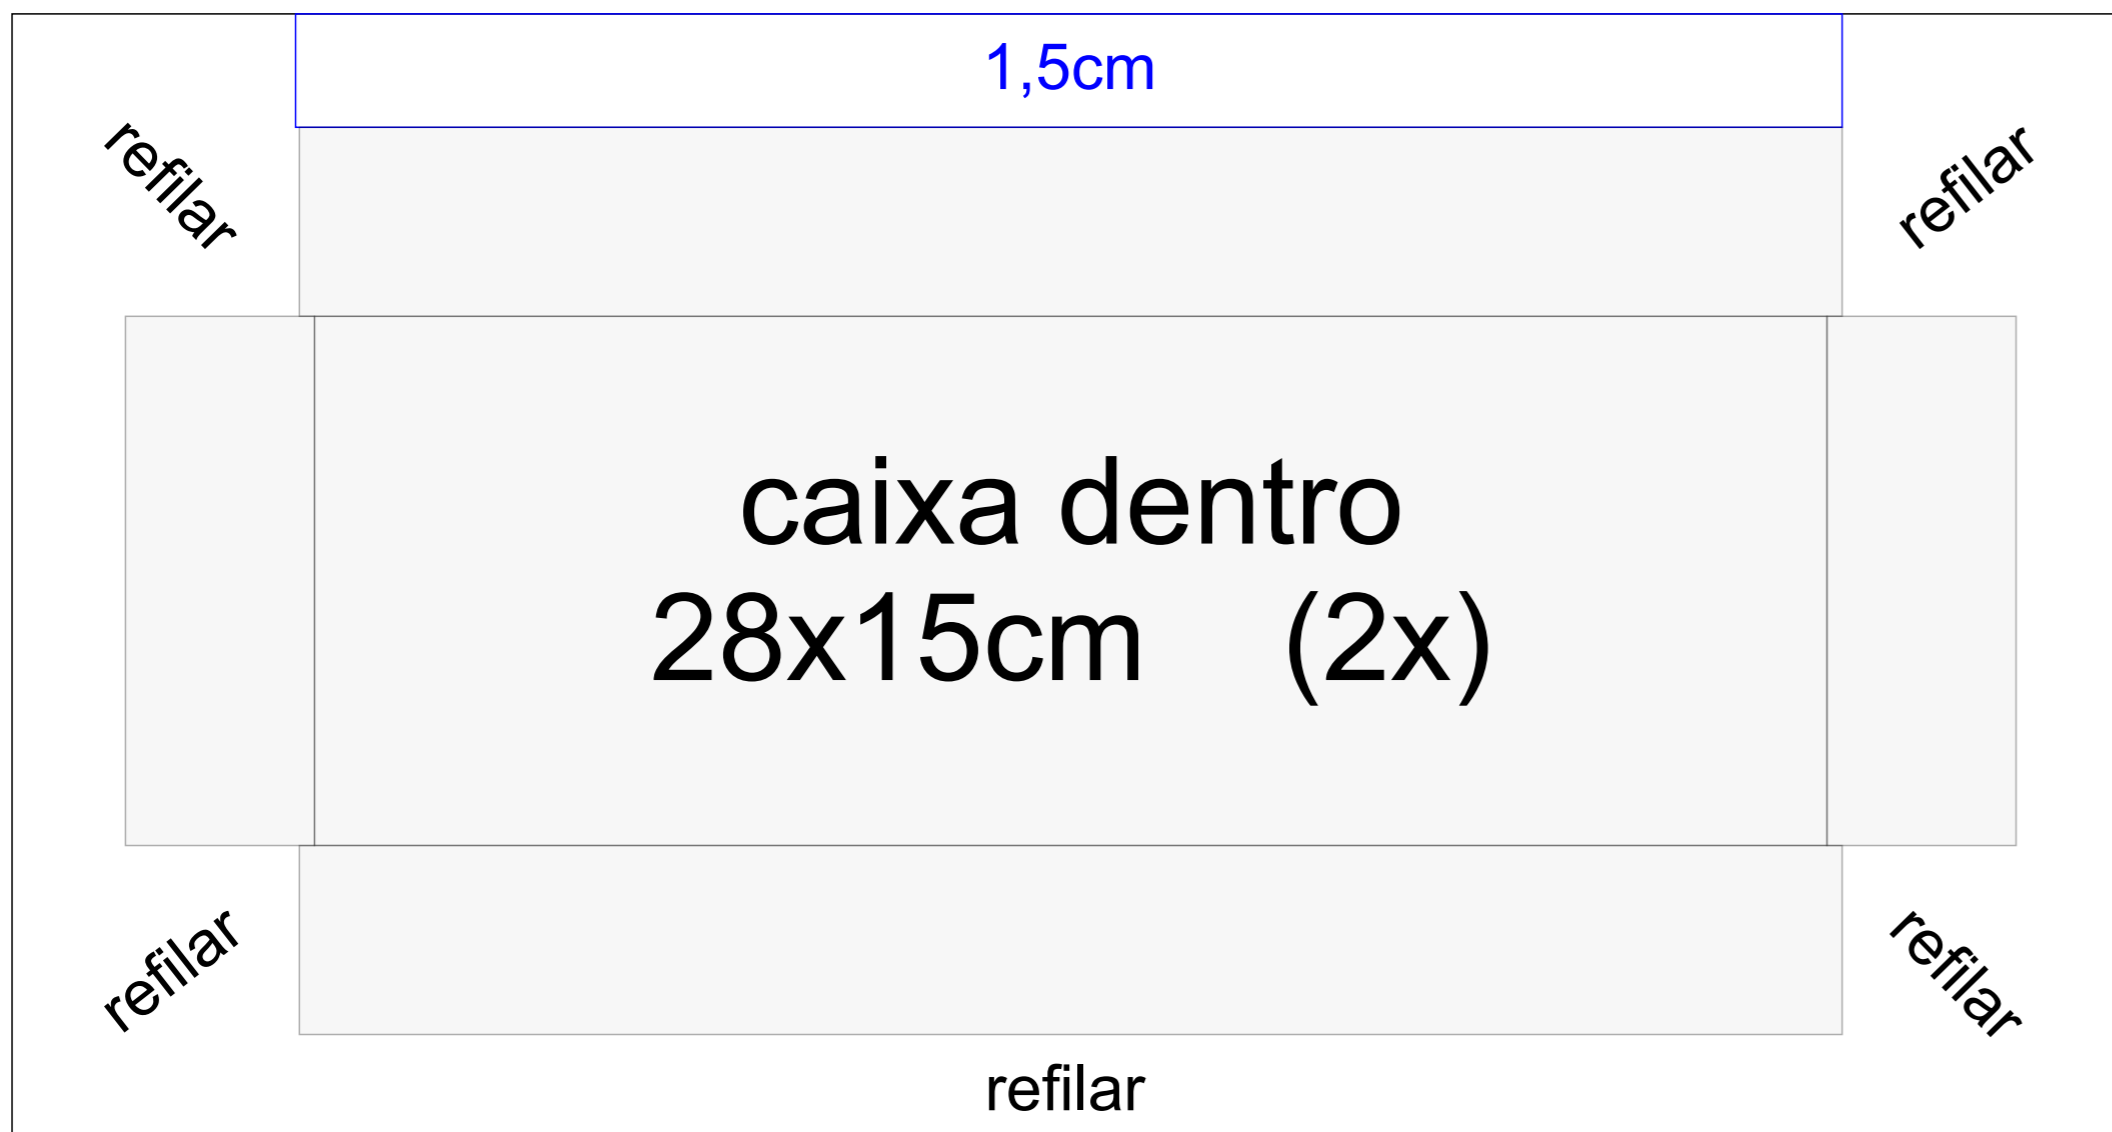 1,5cm
refilar
refilar
caixa dentro
28x15cm (2x)
refilar
refilar
refilar